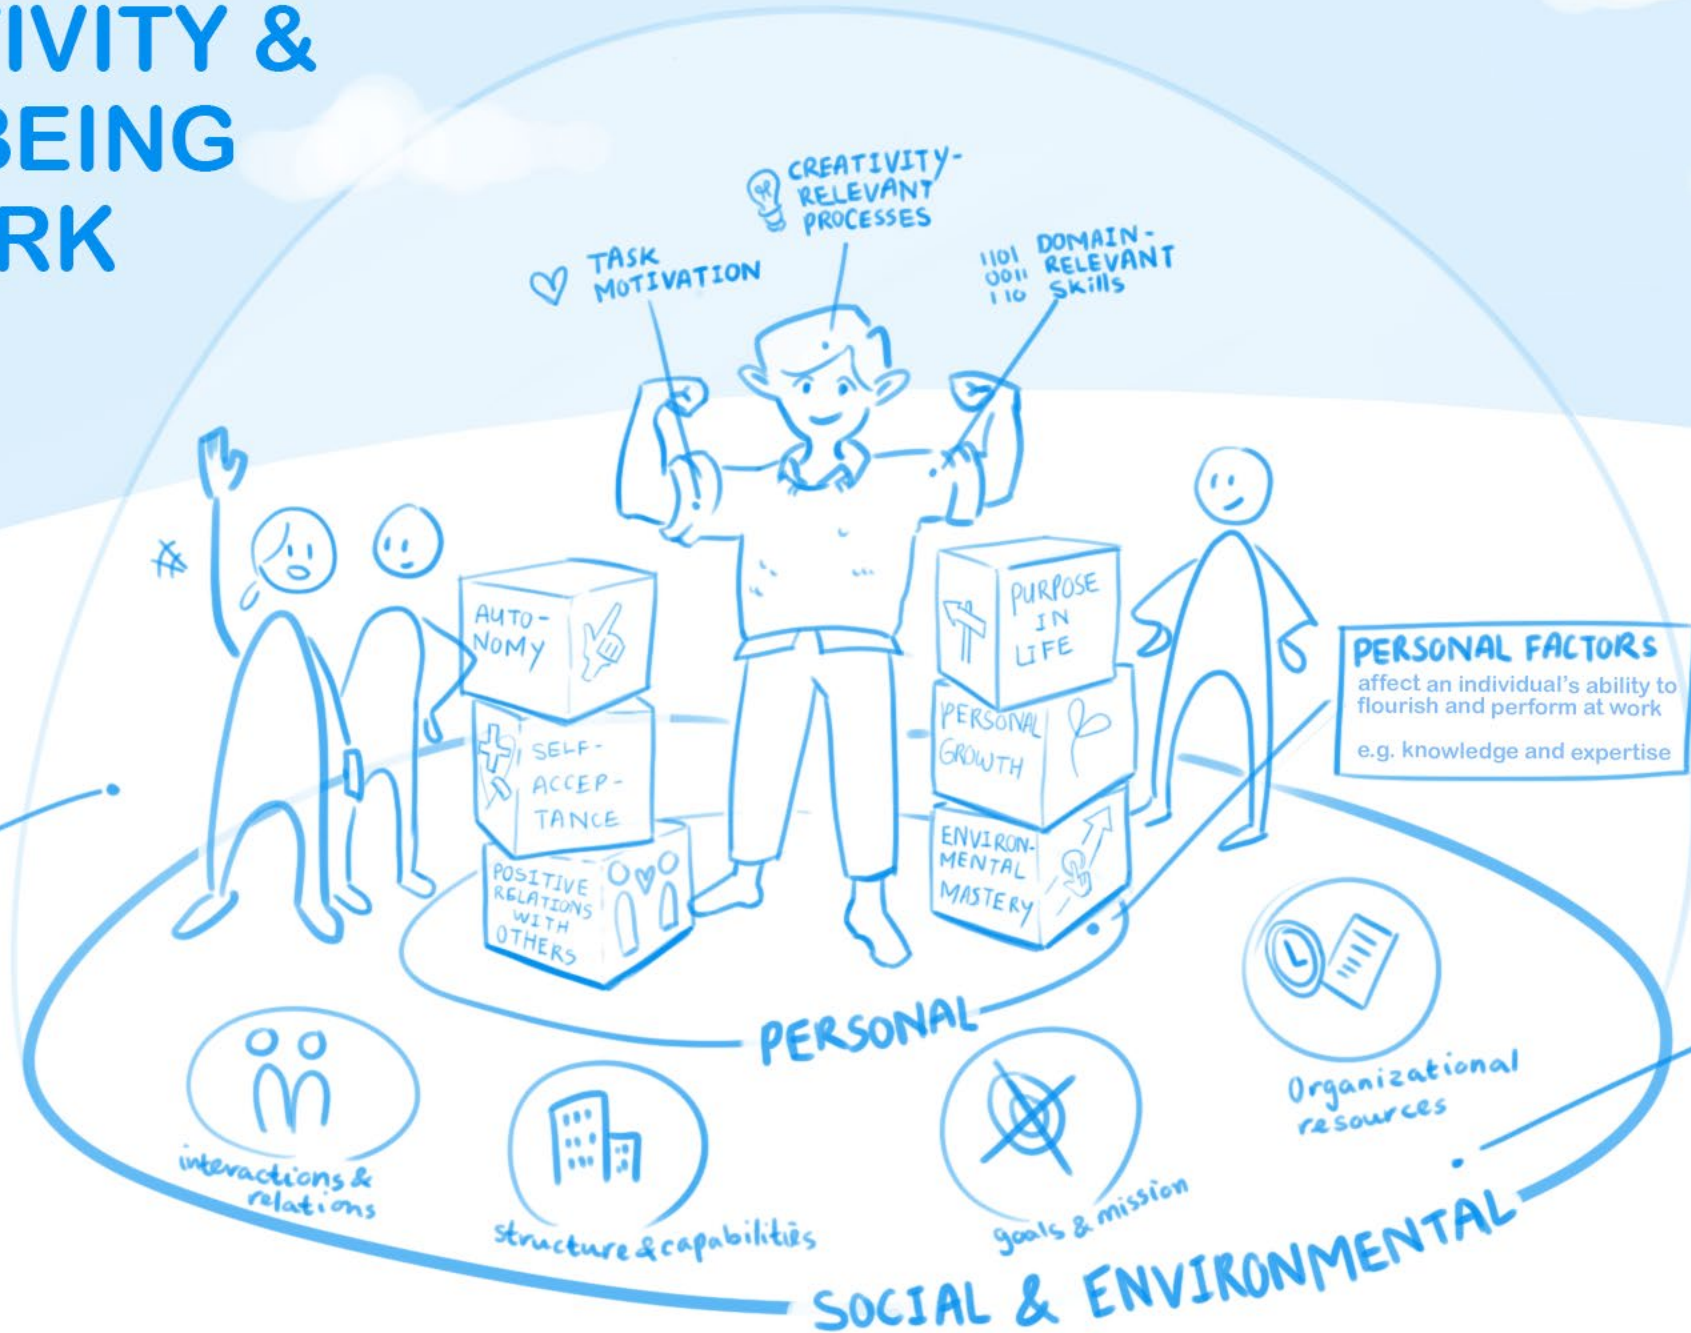 IVITY &
BEING
RK
CREATIVITY-
RELEVANT
PROCESSES
TASK
MOTIVATION
1101
0011
110
DOMAIN-
RELEVANT
Skills
AUTO-
NOMY
SELF-
ACCEP-
TANCE
POSITIVE
RELATIONS
WITH
OTHERS
PURPOSE
IN
LIFE
PERSONAL
GROWTH
ENVIRON-
MENTAL
MASTERY
PERSONAL FACTORS
affect an individual's ability to
flourish and perform at work
e.g. knowledge and expertise
PERSONAL
interactions &
relations
structure & capabilities
goals & mission
Organizational
resources
SOCIAL & ENVIRONMENTAL